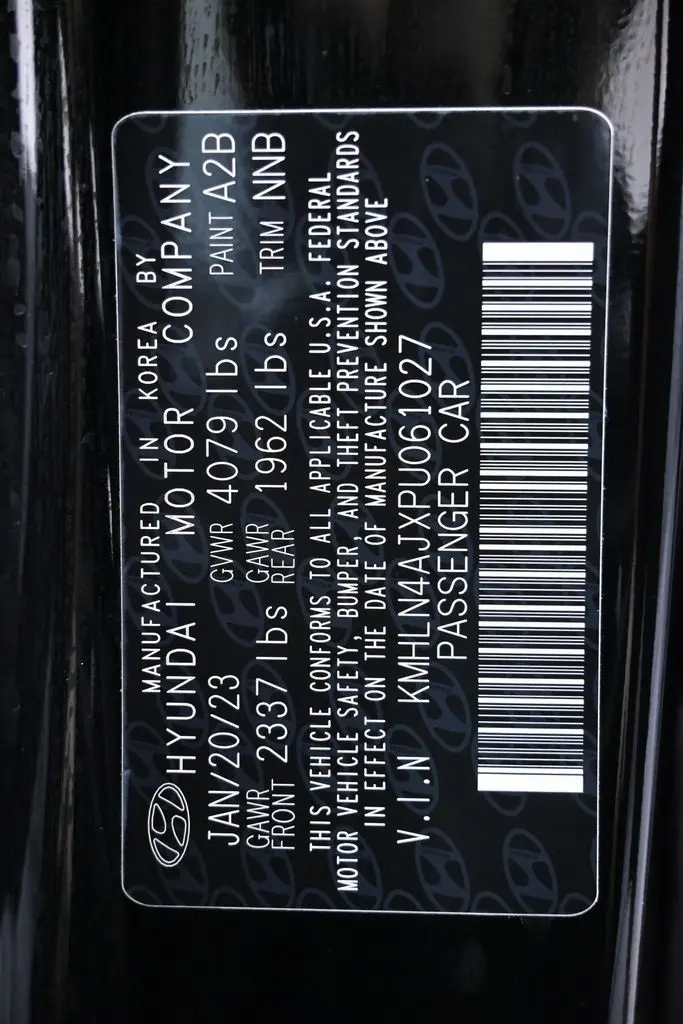 MANUFACTURED IN KOREA BY
HYUNDAI MOTOR COMPANY
JAN/20/23 GVWR 4079 lbs PAINT A2B
GAWR FRONT 2337 lbs GAWR REAR 1962 lbs TRIM NNB
THIS VEHICLE CONFORMS TO ALL APPLICABLE U.S.A. FEDERAL
MOTOR VEHICLE SAFETY, BUMPER, AND THEFT PREVENTION STANDARDS
IN EFFECT ON THE DATE OF MANUFACTURE SHOWN ABOVE
V.I.N KMHLN4AJXPU061027
PASSENGER CAR